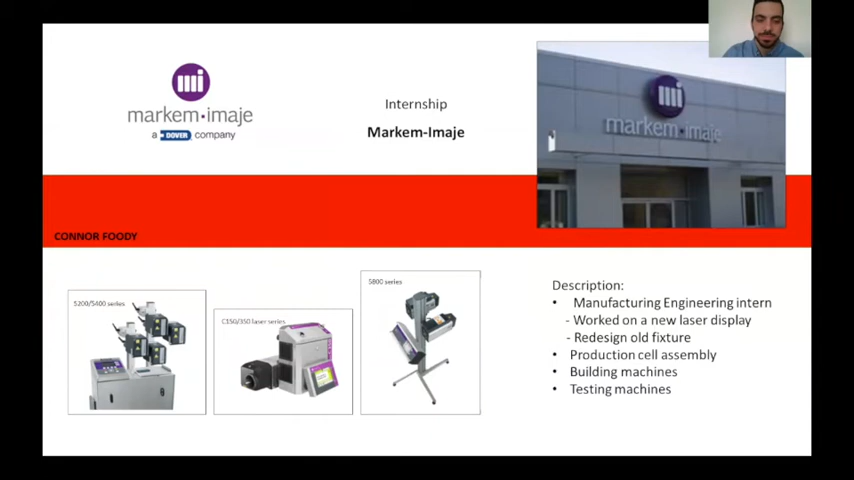 markem·imaje
a DOVER company
Internship
Markem-Imaje
markem·imaje
CONNOR FOODY
5200/5400 series
C150/350 laser series
5800 series
Description:
• Manufacturing Engineering intern
- Worked on a new laser display
- Redesign old fixture
• Production cell assembly
• Building machines
• Testing machines